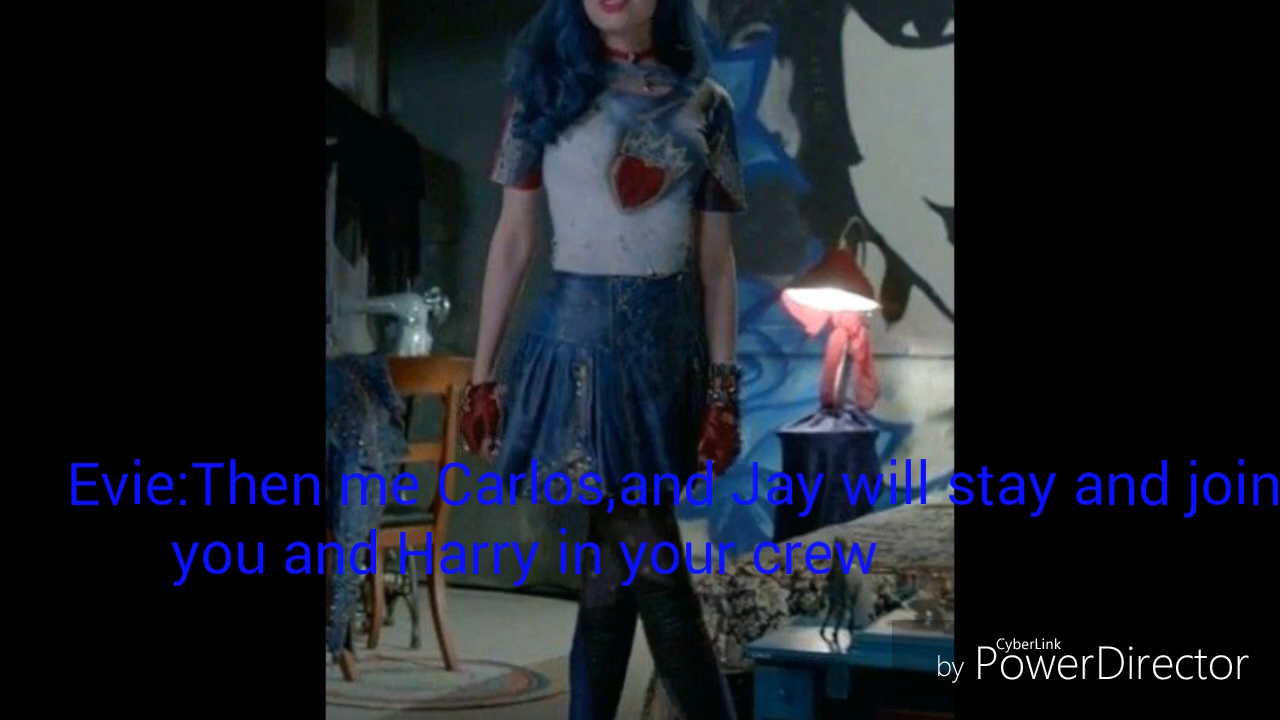 Evie:Then me Carlos,and Jay will stay and join
you and Harry in your crew
CyberLink
by PowerDirector